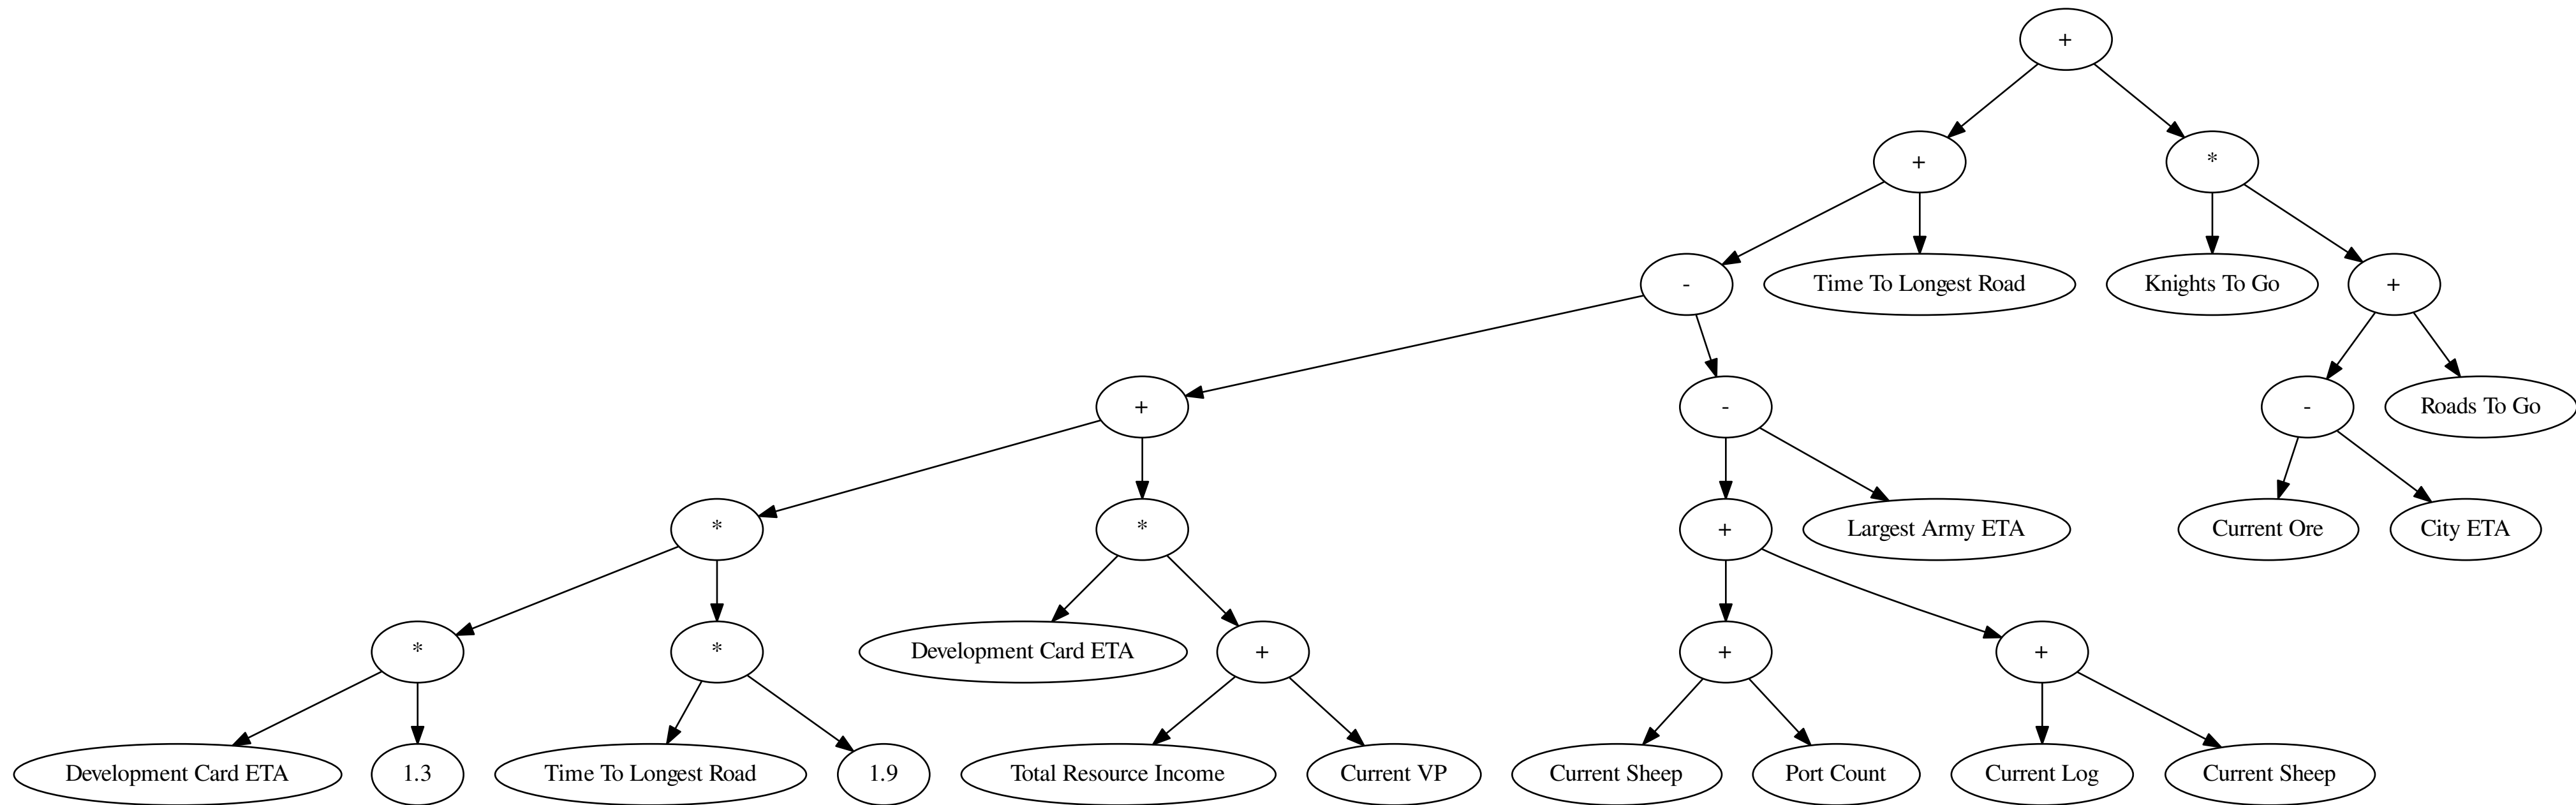 +
+
*
-
Time To Longest Road
Knights To Go
+
+
-
-
Roads To Go
*
*
+
Largest Army ETA
Current Ore
City ETA
*
*
Development Card ETA
+
+
+
Development Card ETA
1.3
Time To Longest Road
1.9
Total Resource Income
Current VP
Current Sheep
Port Count
Current Log
Current Sheep